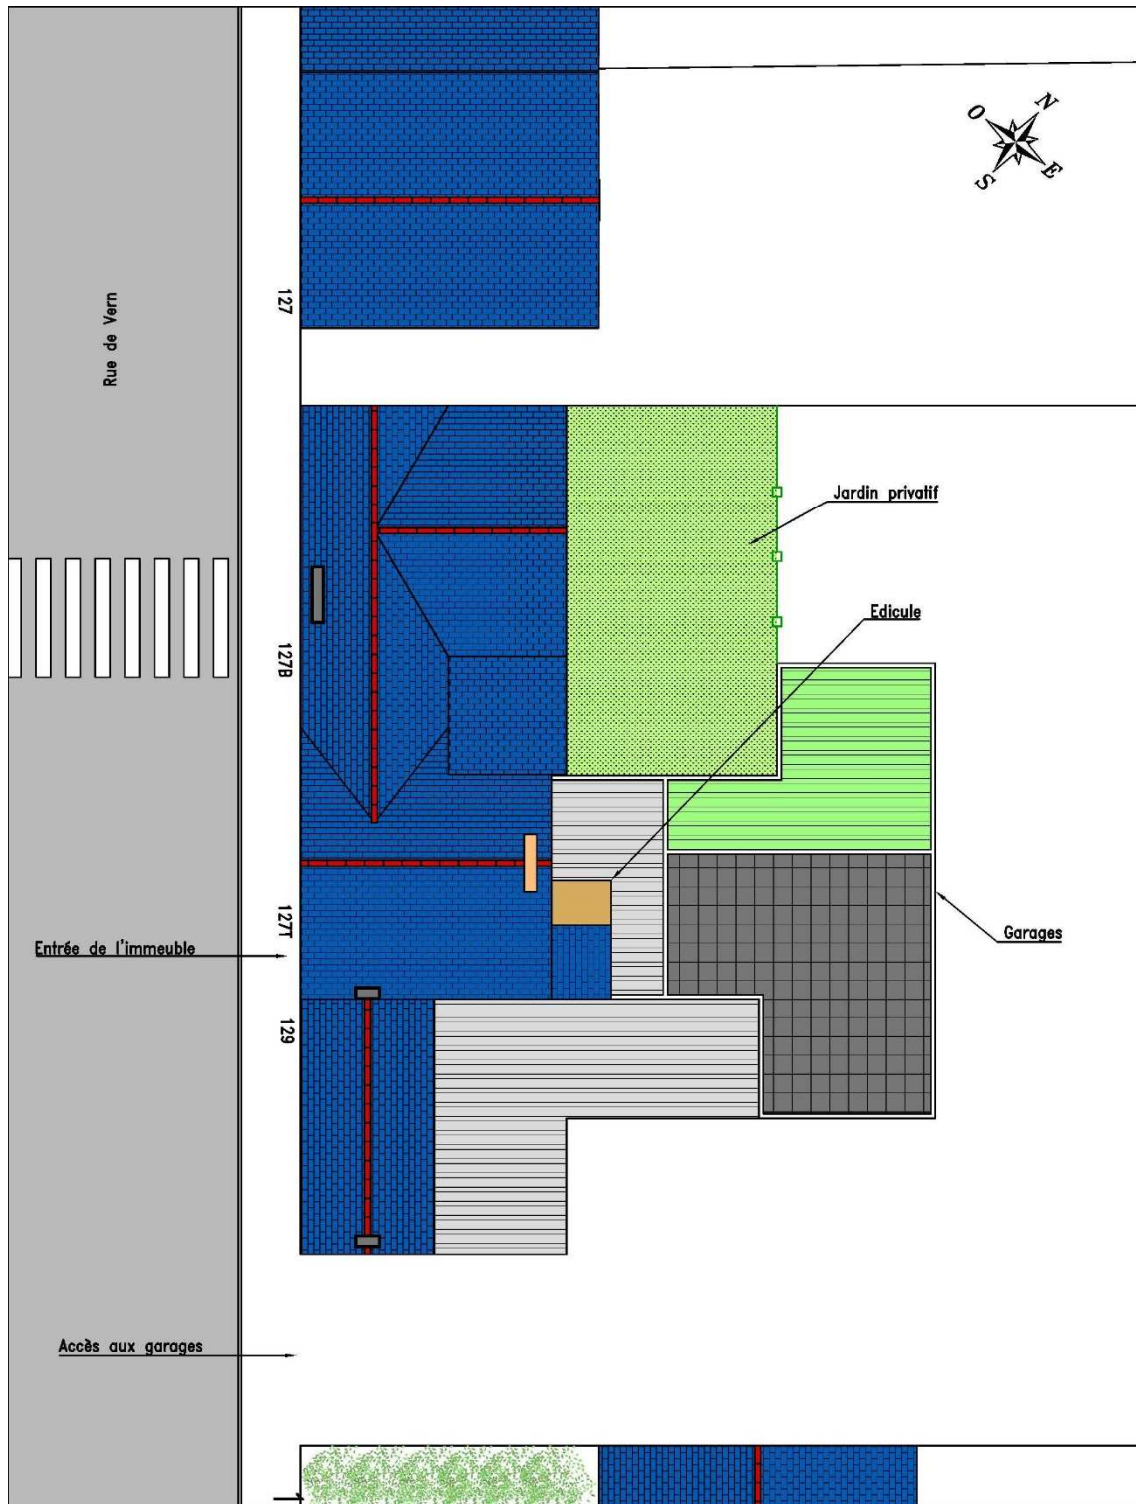 N
O
E
S
127
Rue de Vern
Jardin privatif
Edicule
127B
127T
Garages
Entrée de l'immeuble
129
Accès aux garages